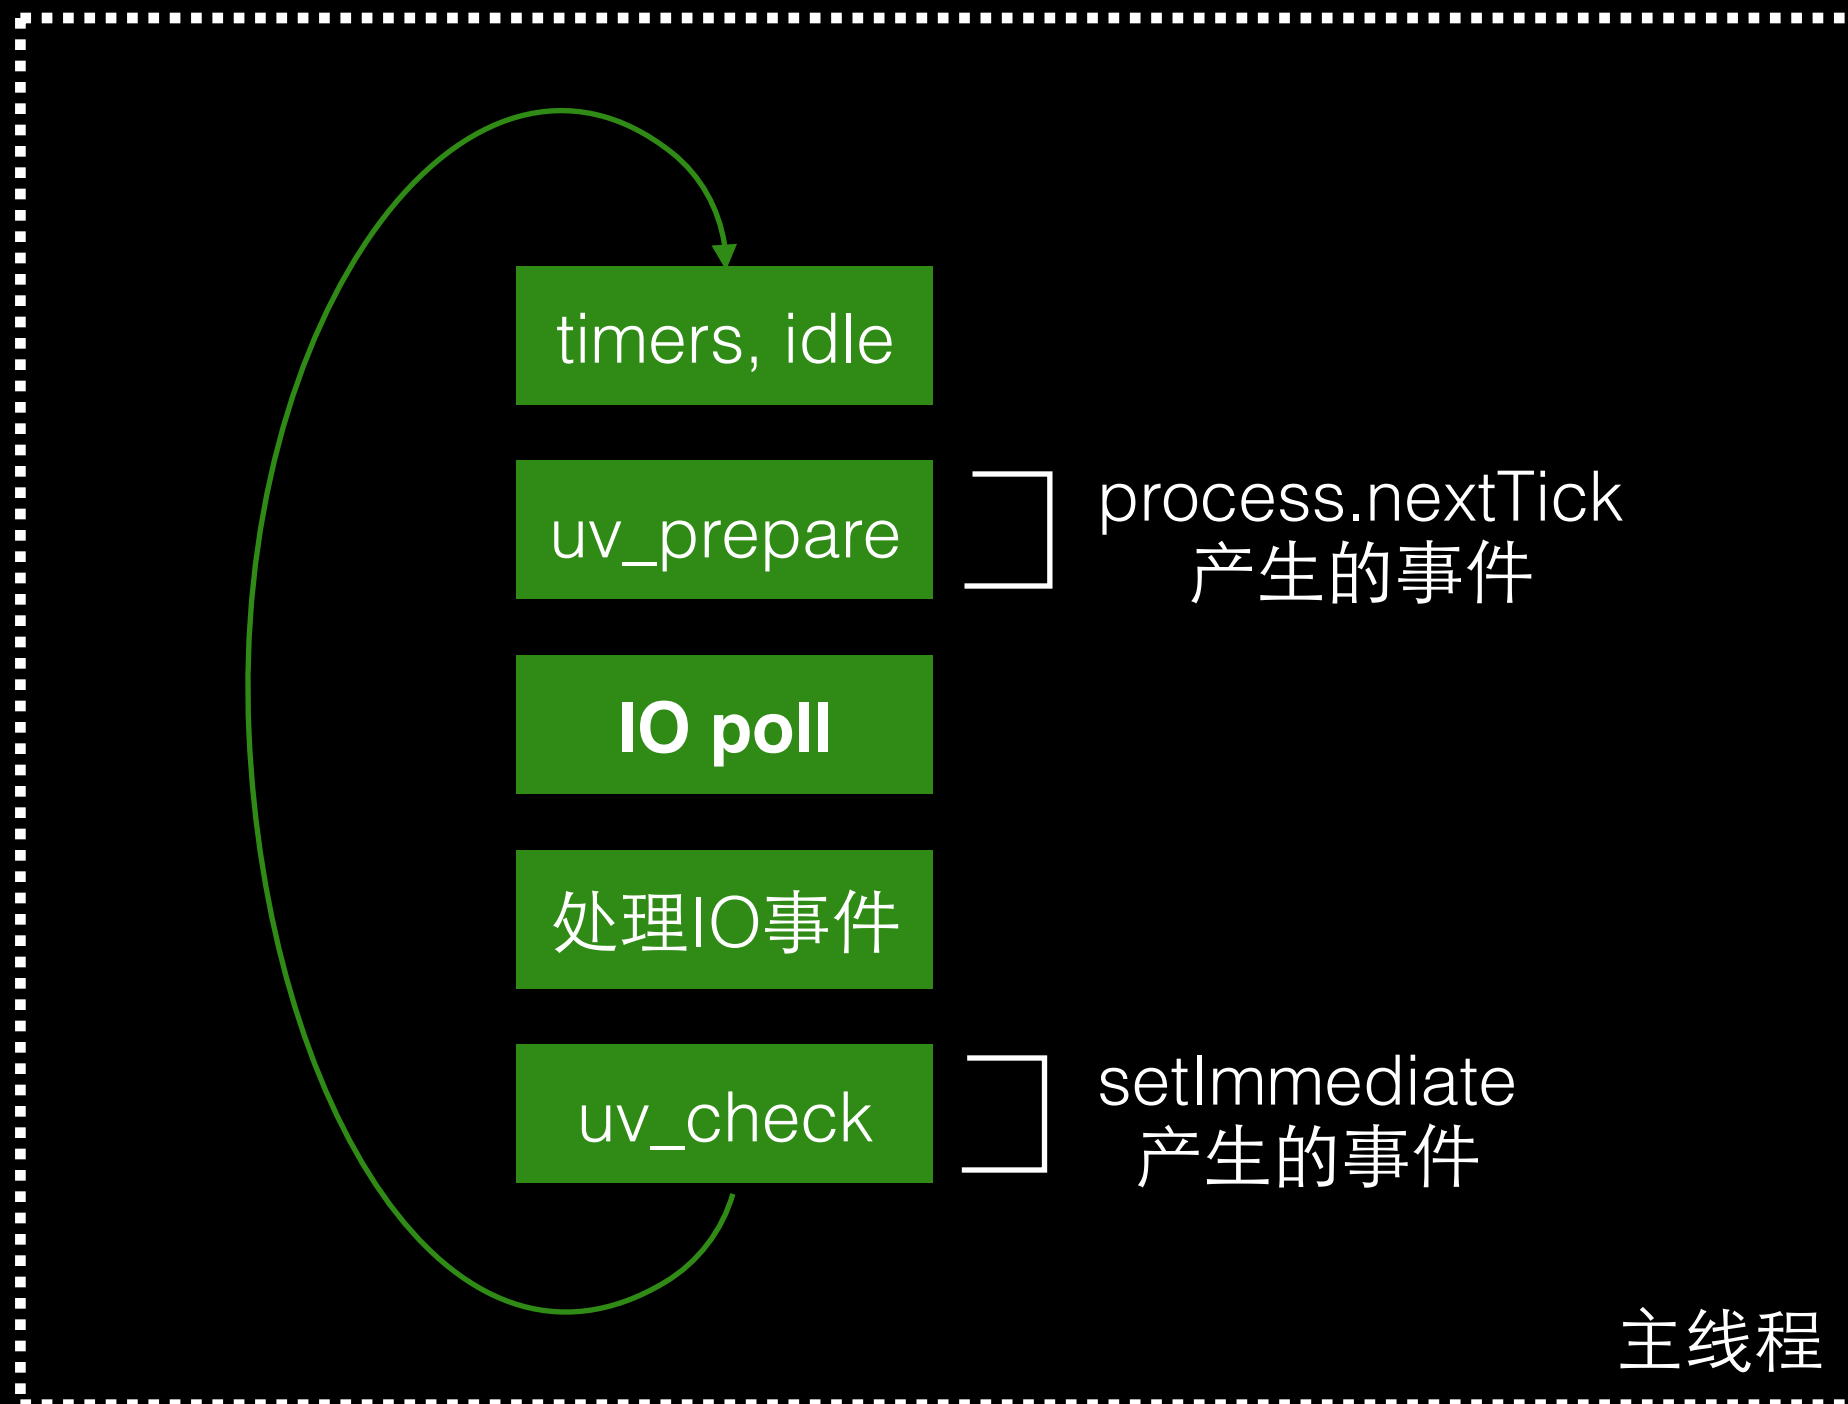 timers, idle
uv_prepare
process.nextTick
产生的事件
IO poll
处理IO事件
uv_check
setImmediate
产生的事件
主线程